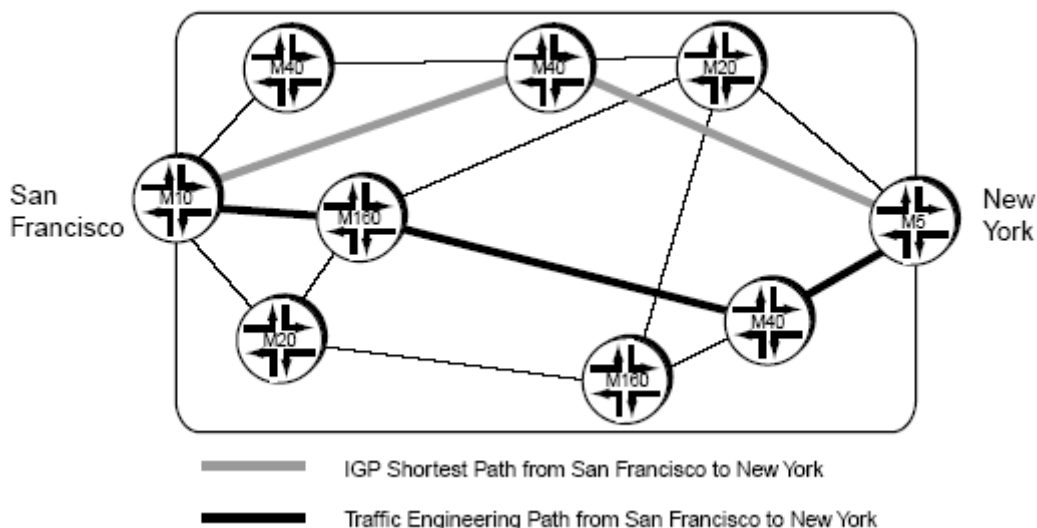 M40
M40
M20
San
Francisco
M10
M160
M5
New
York
M20
M40
M160
IGP Shortest Path from San Francisco to New York
Traffic Engineering Path from San Francisco to New York